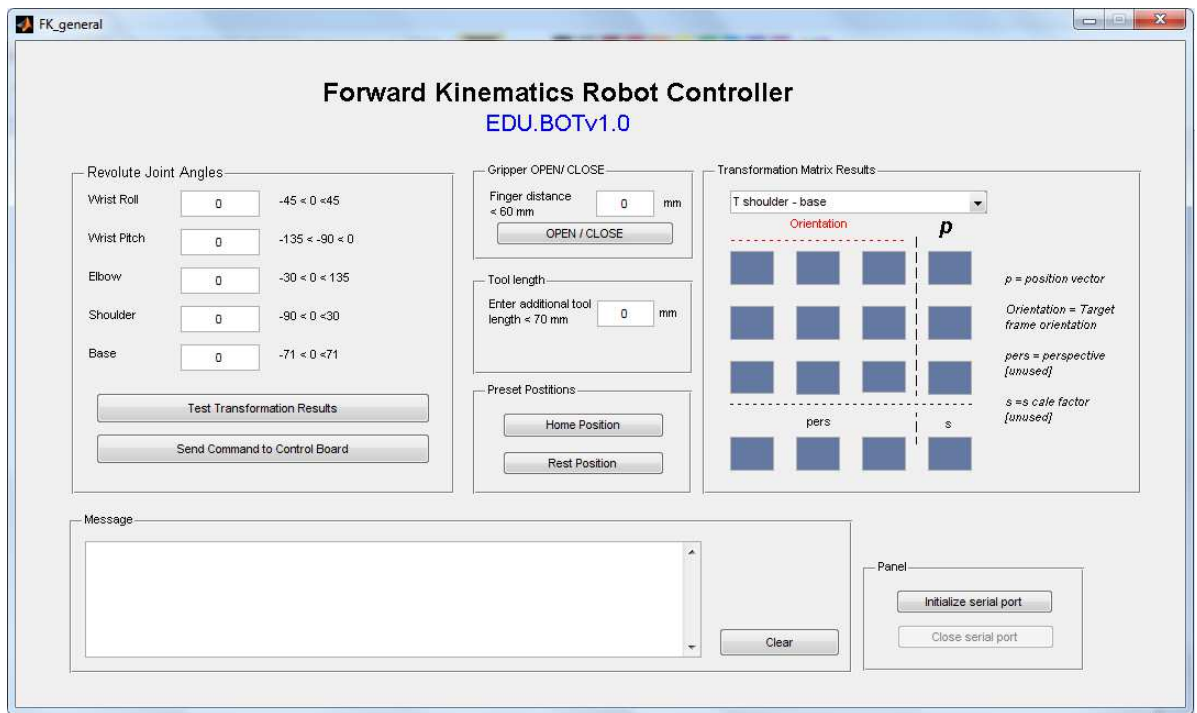 FK_general
Forward Kinematics Robot Controller
EDU.BOTv1.0
Revolute Joint Angles
Wrist Roll
0
-45 < 0 <45
Wrist Pitch
0
-135 < -90 < 0
Elbow
0
-30 < 0 < 135
Shoulder
0
-90 < 0 <30
Base
0
-71 < 0 <71
Test Transformation Results
Send Command to Control Board
Gripper OPEN/ CLOSE
Finger distance
< 60 mm
0
mm
OPEN / CLOSE
Tool length
Enter additional tool
length < 70 mm
0
mm
Preset Postitions
Home Position
Rest Position
Transformation Matrix Results
T shoulder - base
Orientation
p
p = position vector
Orientation = Target
frame orientation
pers = perspective
[unused]
s =s cale factor
[unused]
pers
s
Message
Clear
Panel
Initialize serial port
Close serial port